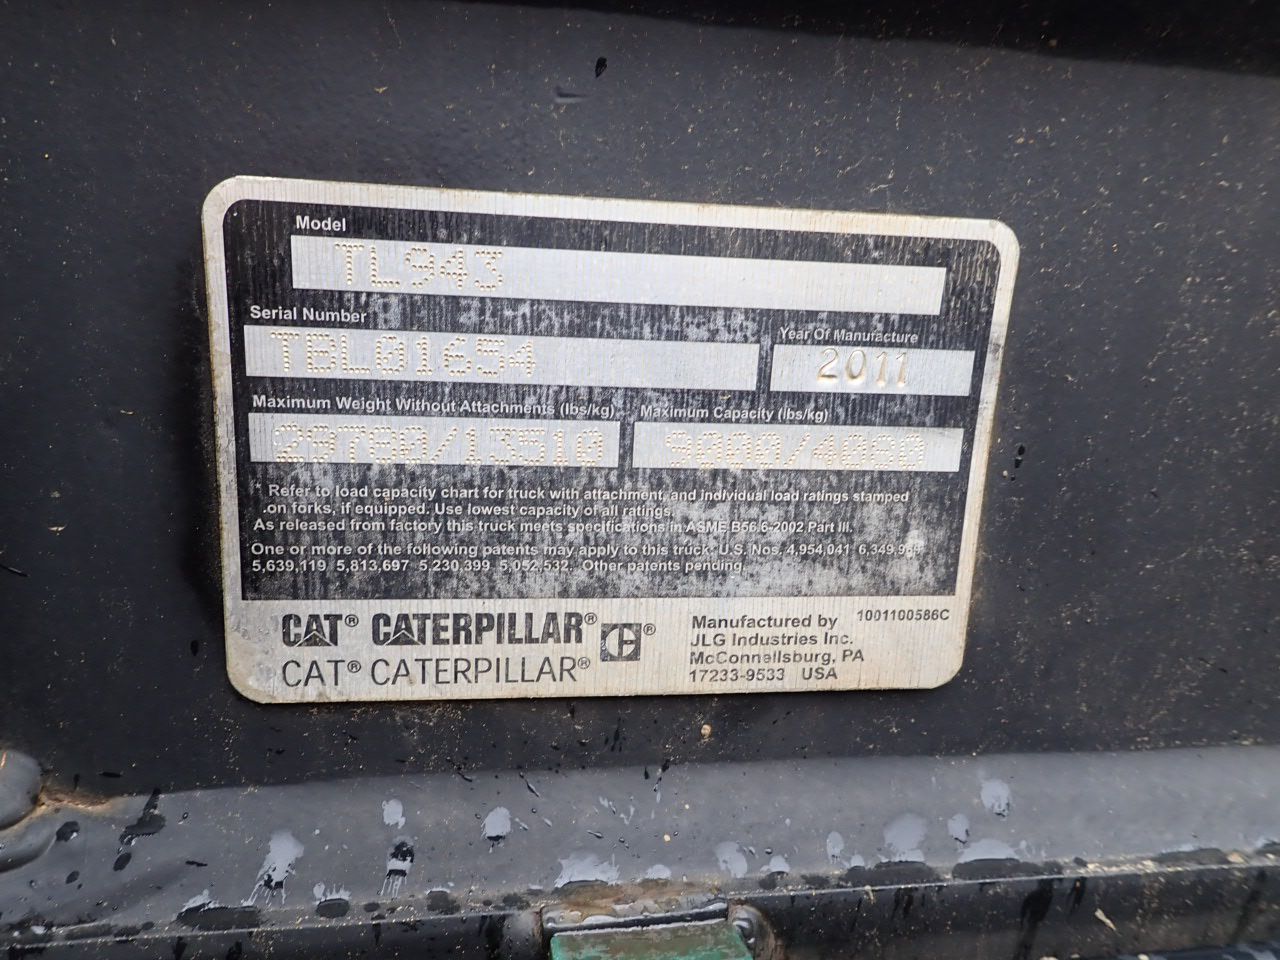 Model
TL943
Serial Number
TBL01654
Year Of Manufacture
2011
Maximum Weight Without Attachments (lbs/kg)
Maximum Capacity (lbs/kg)
/13510
9000/4080
* Refer to load capacity chart for truck with attachment, and individual load ratings stamped
.on forks, if equipped. Use lowest capacity of all ratings.
As released from factory this truck meets specifications in ASME B56.6-2002 Part III.
One or more of the following patents may apply to this truck: U.S. Nos. 4,954,041
5,639,119 5,813,697 5,230,399 5,052,532. Other patents pending.
CAT® CATERPILLAR® ®
CAT® CATERPILLAR®
Manufactured by
JLG Industries Inc.
McConnellsburg, PA
17233-9533 USA
1001100586C